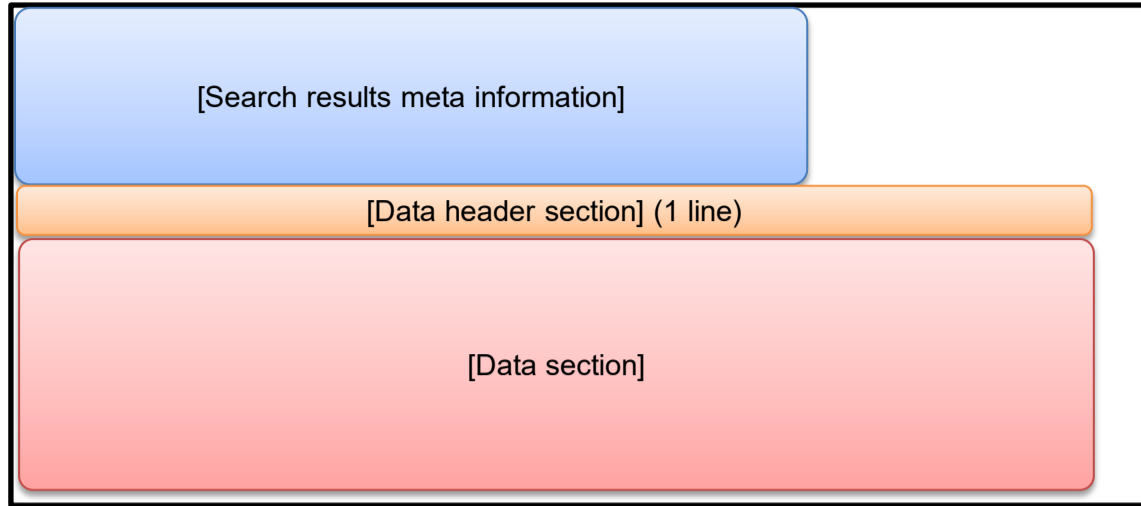 [Search results meta information]
[Data header section] (1 line)
[Data section]